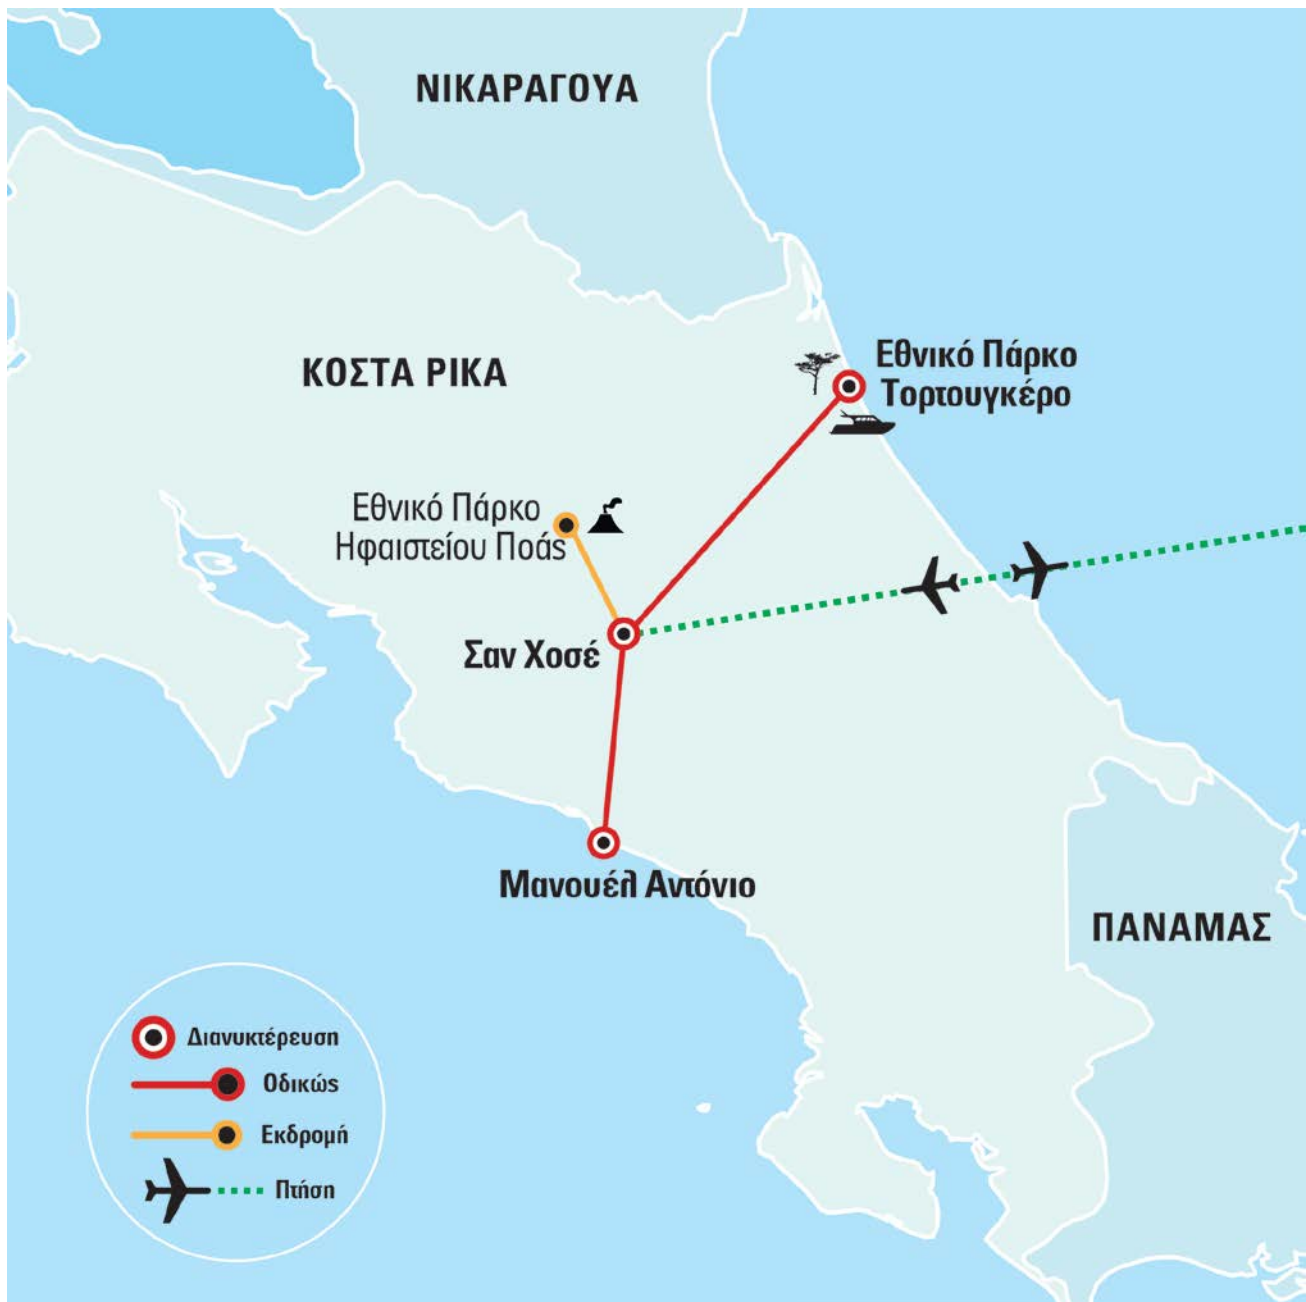 ΝΙΚΑΡΑΓΟΥΑ
ΚΟΣΤΑ ΡΙΚΑ
Εθνικό Πάρκο
Τορτουγκέρο
Εθνικό Πάρκο
Ηφαιστείου Ποάς
Σαν Χοσέ
Μανουέλ Αντόνιο
ΠΑΝΑΜΑΣ
Διανυκτέρευση
Οδικώς
Εκδρομή
Πτήση